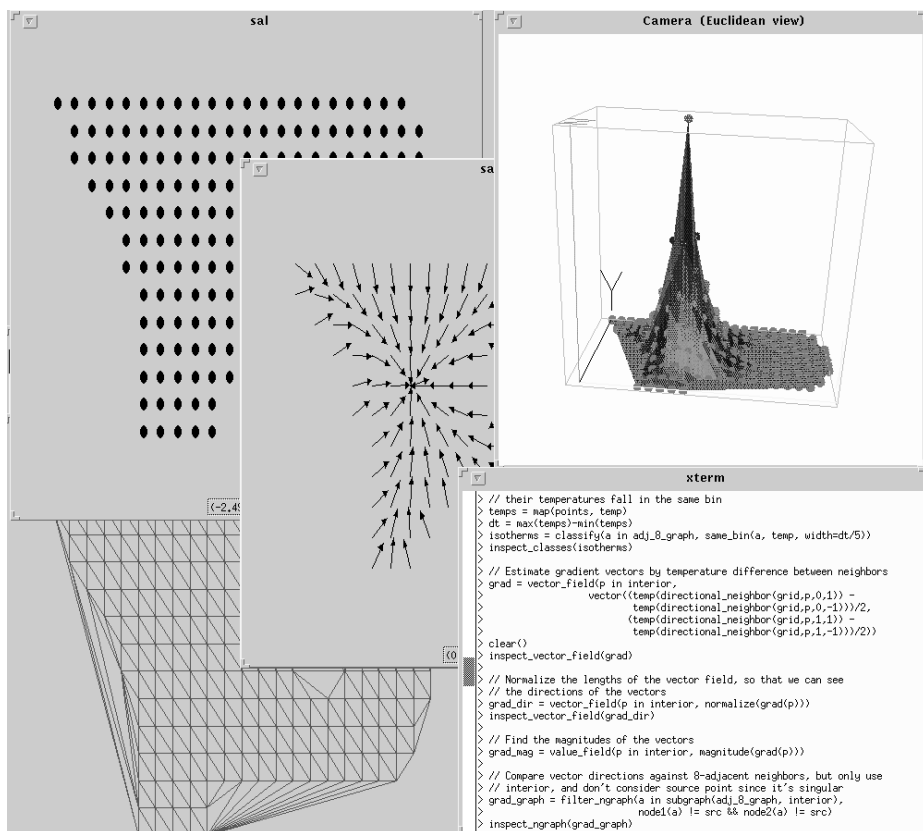 sal
Camera (Euclidean view)
sa
(-2.49
(0
xterm
> // their temperatures fall in the same bin
> temps = map(points, temp)
> dt = max(temps)-min(temps)
> isotherms = classify(a in adj_8_graph, same_bin(a, temp, width=dt/5))
> inspect_classes(isotherms)
>
> // Estimate gradient vectors by temperature difference between neighbors
> grad = vector_field(p in interior,
> vector((temp(directional_neighbor(grid,p,0,1)) -
> temp(directional_neighbor(grid,p,0,-1)))/2,
> (temp(directional_neighbor(grid,p,1,1)) -
> temp(directional_neighbor(grid,p,1,-1)))/2))
> clear()
> inspect_vector_field(grad)
>
> // Normalize the lengths of the vector field, so that we can see
> // the directions of the vectors
> grad_dir = vector_field(p in interior, normalize(grad(p)))
> inspect_vector_field(grad_dir)
>
> // Find the magnitudes of the vectors
> grad_mag = value_field(p in interior, magnitude(grad(p)))
>
> // Compare vector directions against 8-adjacent neighbors, but only use
> // interior, and don't consider source point since it's singular
> grad_graph = filter_ngraph(a in subgraph(adj_8_graph, interior),
> node1(a) != src && node2(a) != src)
> inspect_ngraph(grad_graph)